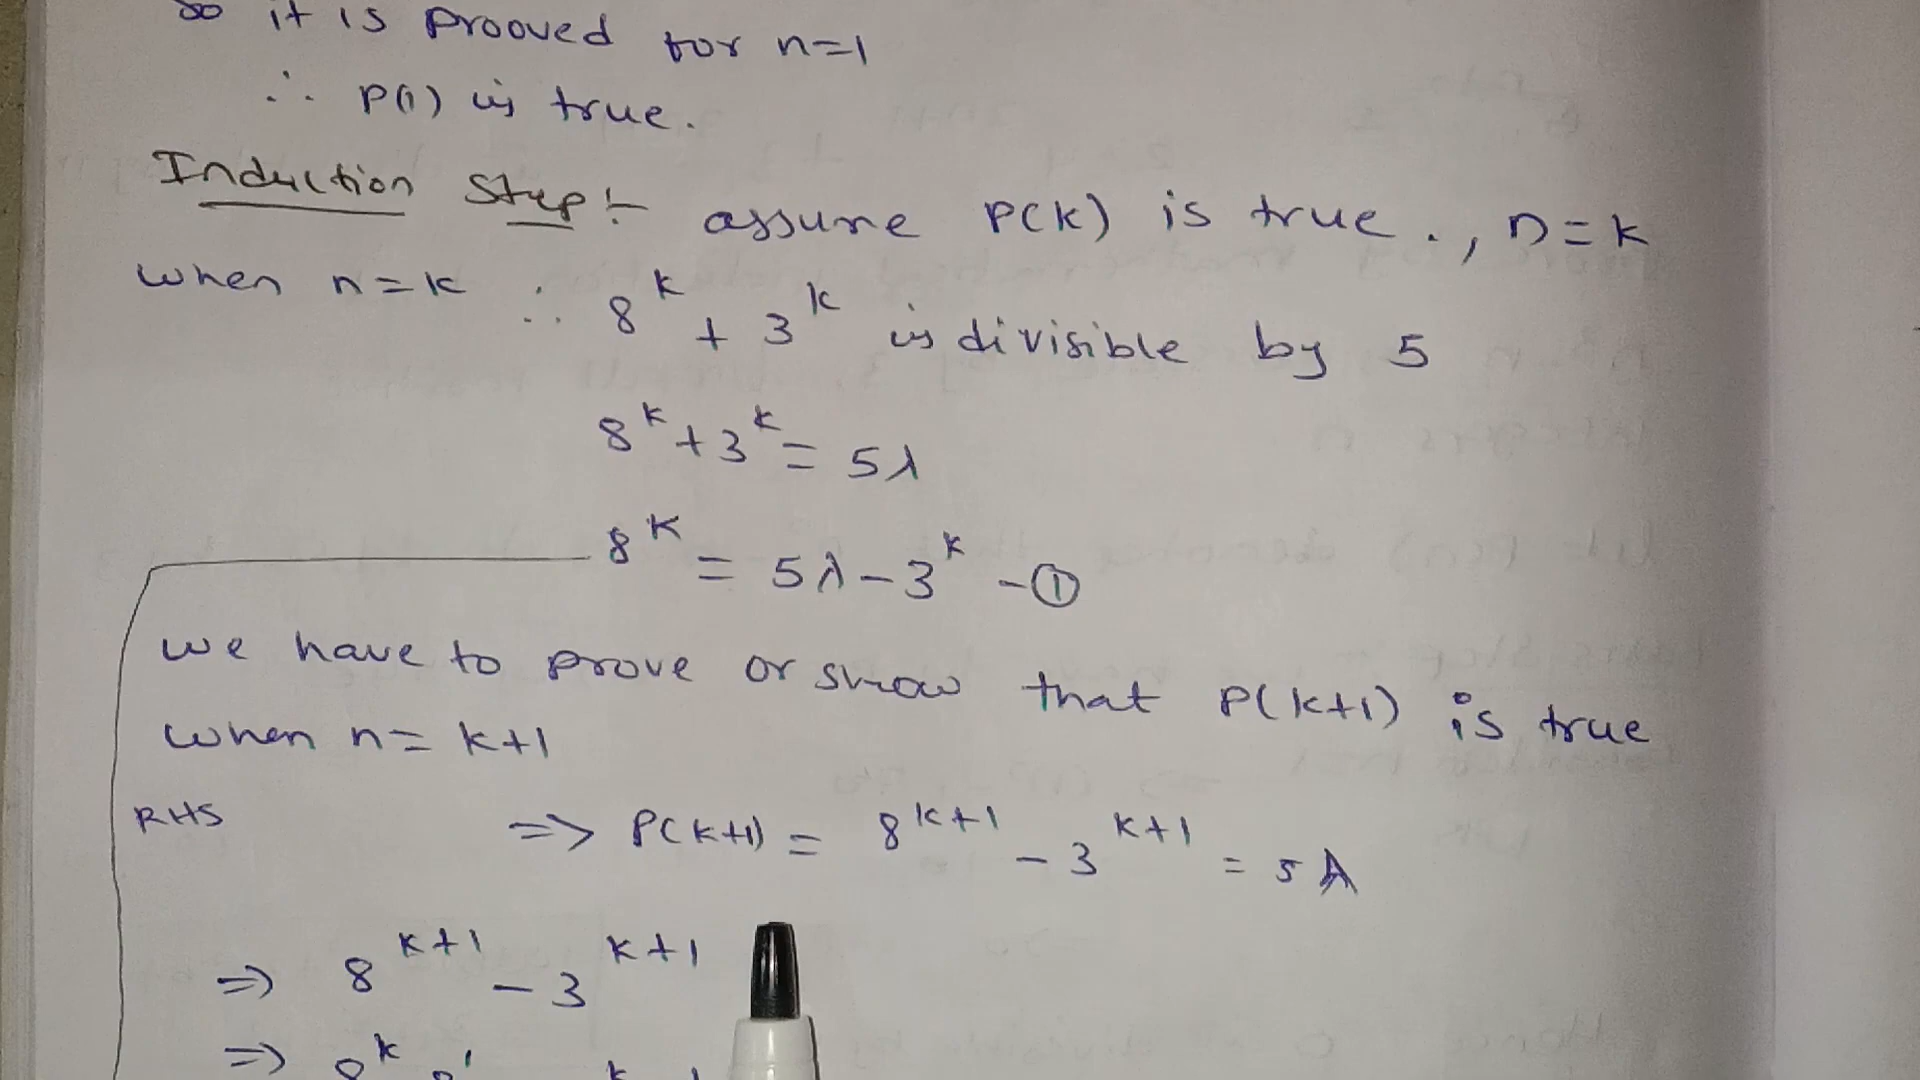 So it is prooved for n=1
∴ P(1) is true.
Induction Step:- assume P(K) is true., n=k
when n=k ∴ 8^k + 3^k is divisible by 5
8^k + 3^k = 5λ
8^k = 5λ - 3^k - ①
we have to prove or show that P(k+1) is true
when n = k+1
RHS => P(k+1) = 8^k+1 - 3^k+1 = 5λ
=> 8^k+1 - 3^k+1
=>